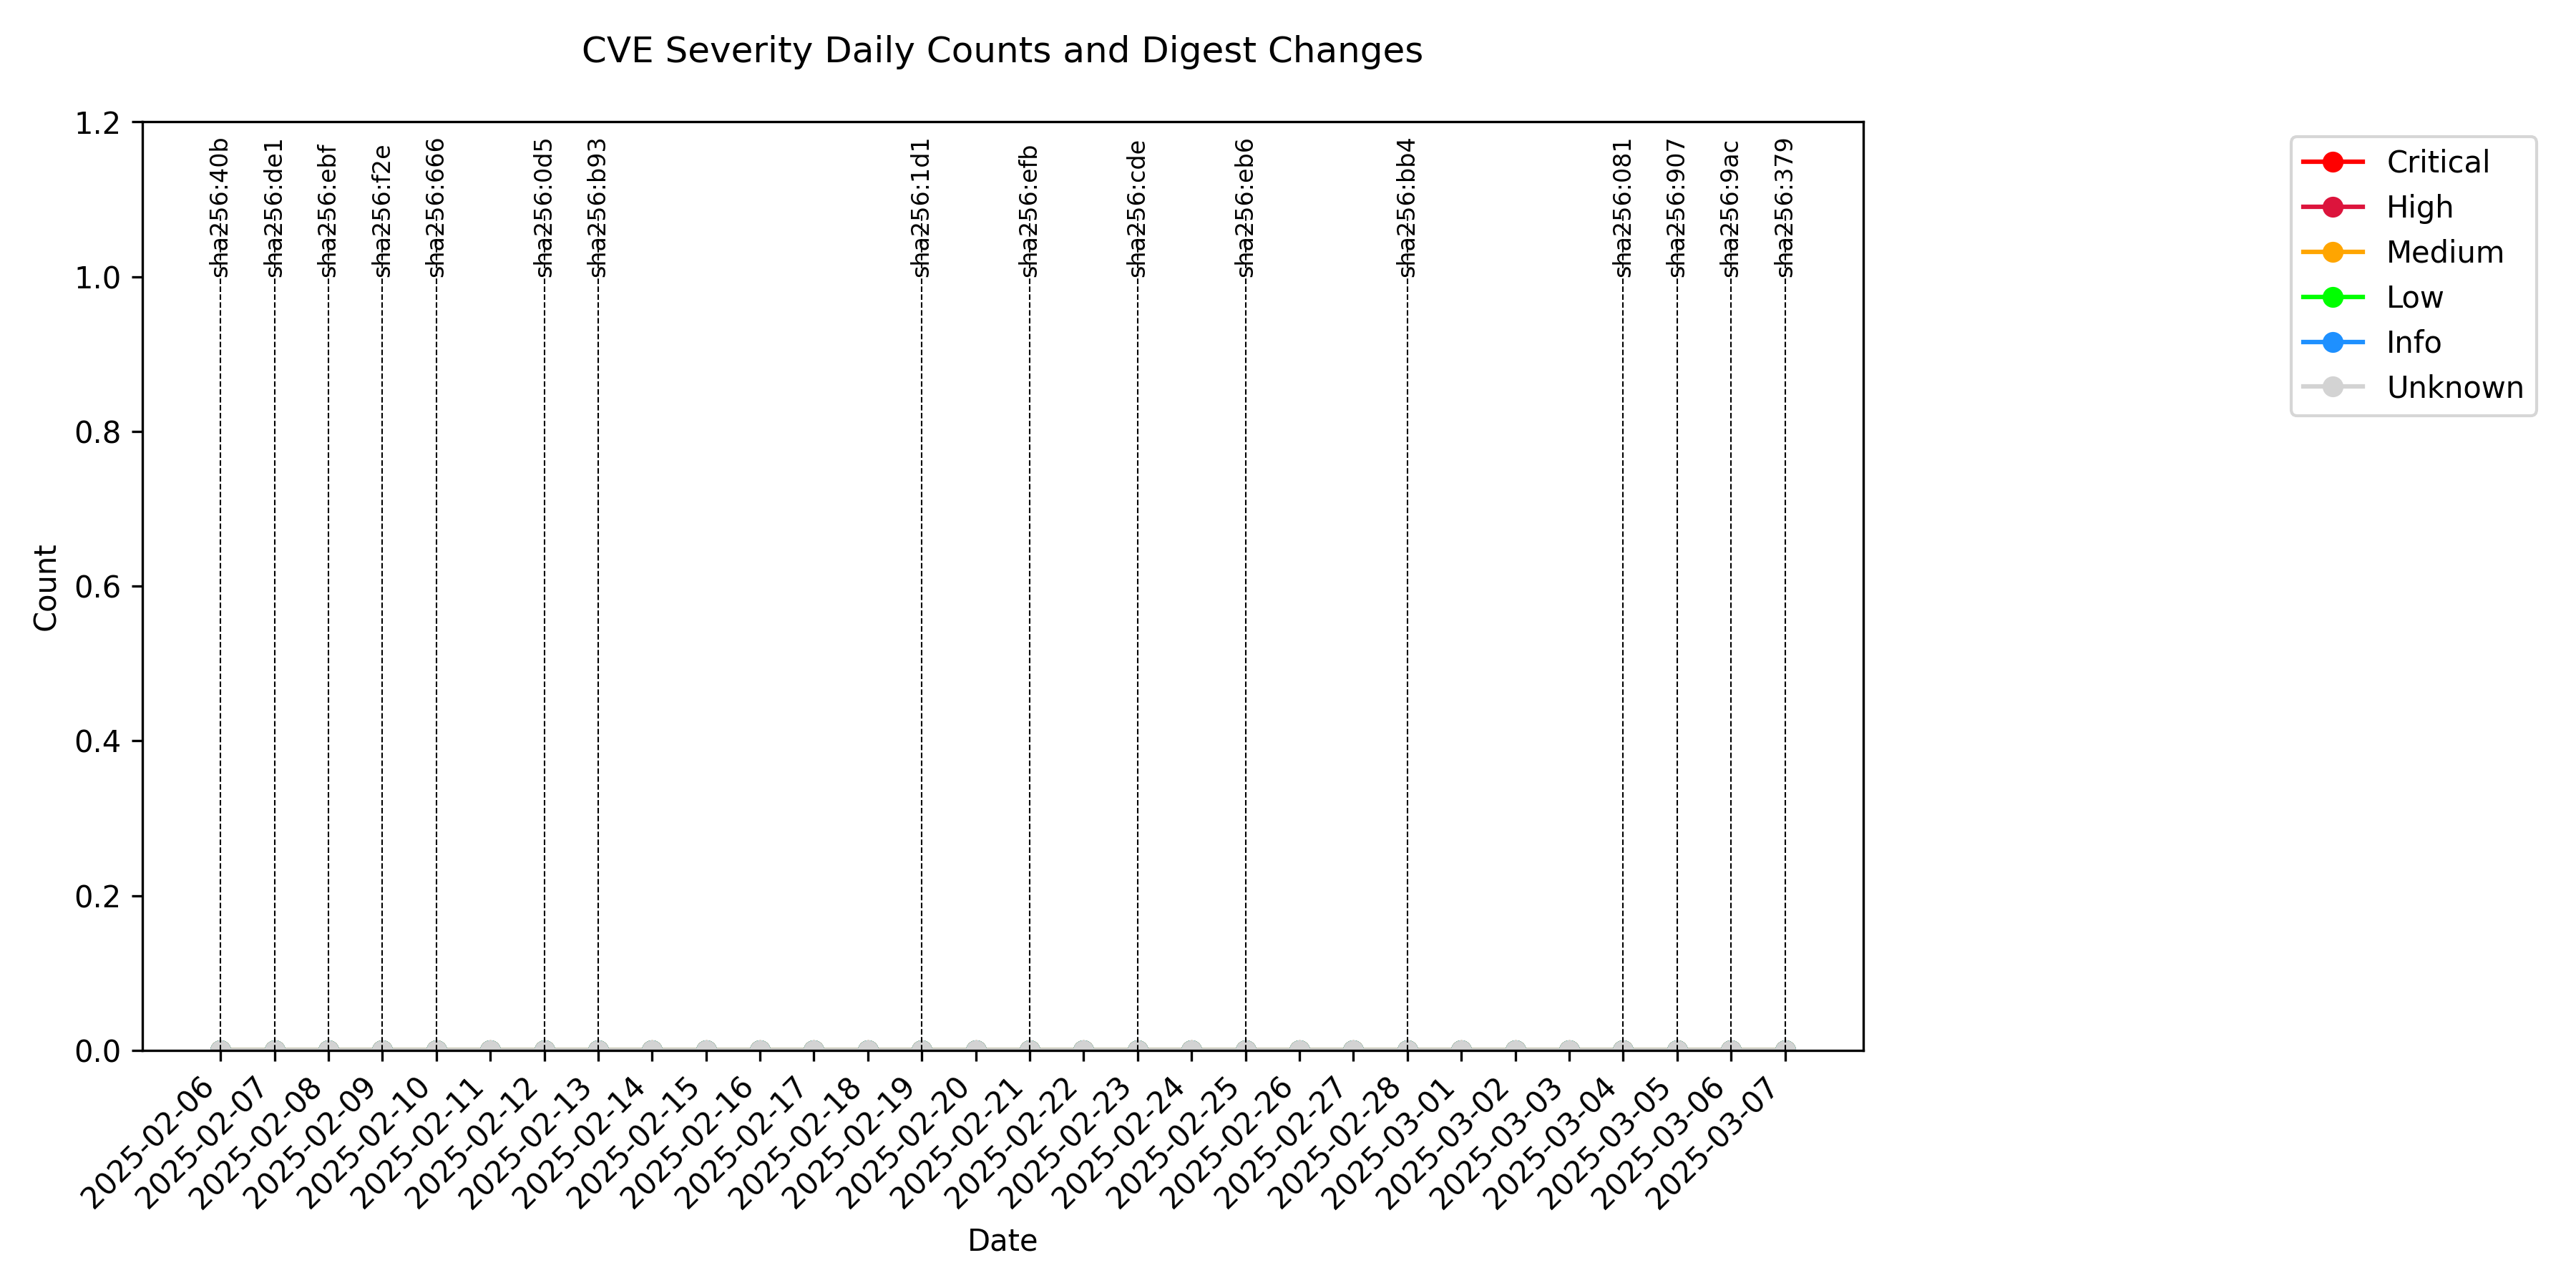 CVE Severity Daily Counts and Digest Changes
1.2
1.0
0.8
0.6
0.4
0.2
0.0
Count
sha256:40b
sha256:de1
sha256:ebf
sha256:f2e
sha256:666
sha256:0d5
sha256:b93
sha256:1d1
sha256:efb
sha256:cde
sha256:eb6
sha256:bb4
sha256:081
sha256:907
sha256:9ac
sha256:379
2025-02-06
2025-02-07
2025-02-08
2025-02-09
2025-02-10
2025-02-11
2025-02-12
2025-02-13
2025-02-14
2025-02-15
2025-02-16
2025-02-17
2025-02-18
2025-02-19
2025-02-20
2025-02-21
2025-02-22
2025-02-23
2025-02-24
2025-02-25
2025-02-26
2025-02-27
2025-02-28
2025-03-01
2025-03-02
2025-03-03
2025-03-04
2025-03-05
2025-03-06
2025-03-07
Date
Critical
High
Medium
Low
Info
Unknown